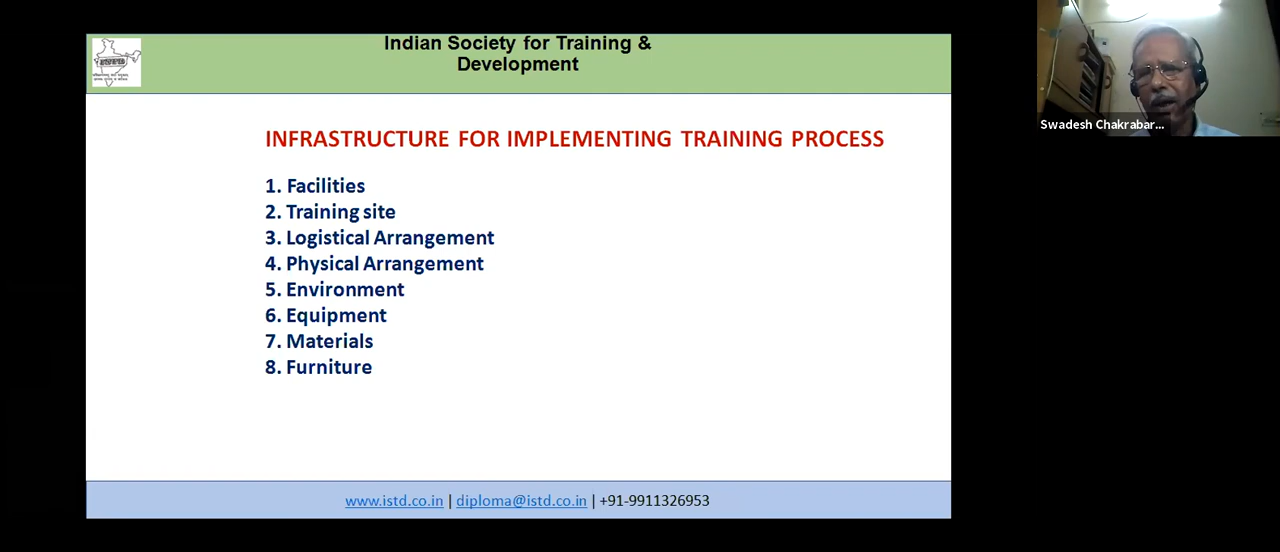 Indian Society for Training &
Development
ISTD
INFRASTRUCTURE FOR IMPLEMENTING TRAINING PROCESS
1. Facilities
2. Training site
3. Logistical Arrangement
4. Physical Arrangement
5. Environment
6. Equipment
7. Materials
8. Furniture
www.istd.co.in | diploma@istd.co.in | +91-9911326953
Swadesh Chakrabar...